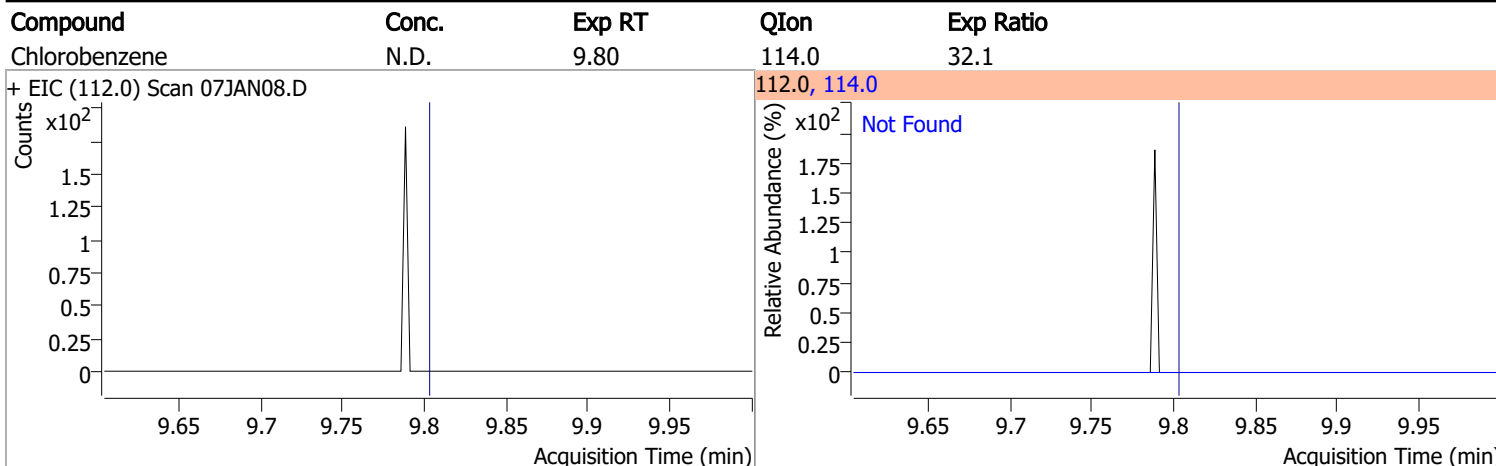 Compound Conc. Exp RT QIon Exp Ratio
Chlorobenzene N.D. 9.80 114.0 32.1
+ EIC (112.0) Scan 07JAN08.D
Counts
x10²
1.5
1.25
1
0.75
0.5
0.25
0
9.65 9.7 9.75 9.8 9.85 9.9 9.95
Acquisition Time (min)
112.0, 114.0
Relative Abundance (%)
x10²
Not Found
1.75
1.5
1.25
1
0.75
0.5
0.25
0
9.65 9.7 9.75 9.8 9.85 9.9 9.95
Acquisition Time (min)